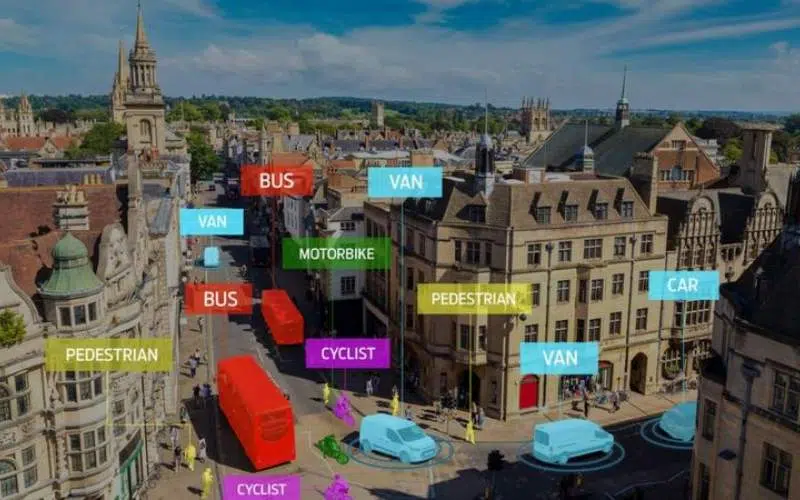 BUS
VAN
VAN
MOTORBIKE
CAR
BUS
PEDESTRIAN
PEDESTRIAN
CYCLIST
VAN
CYCLIST